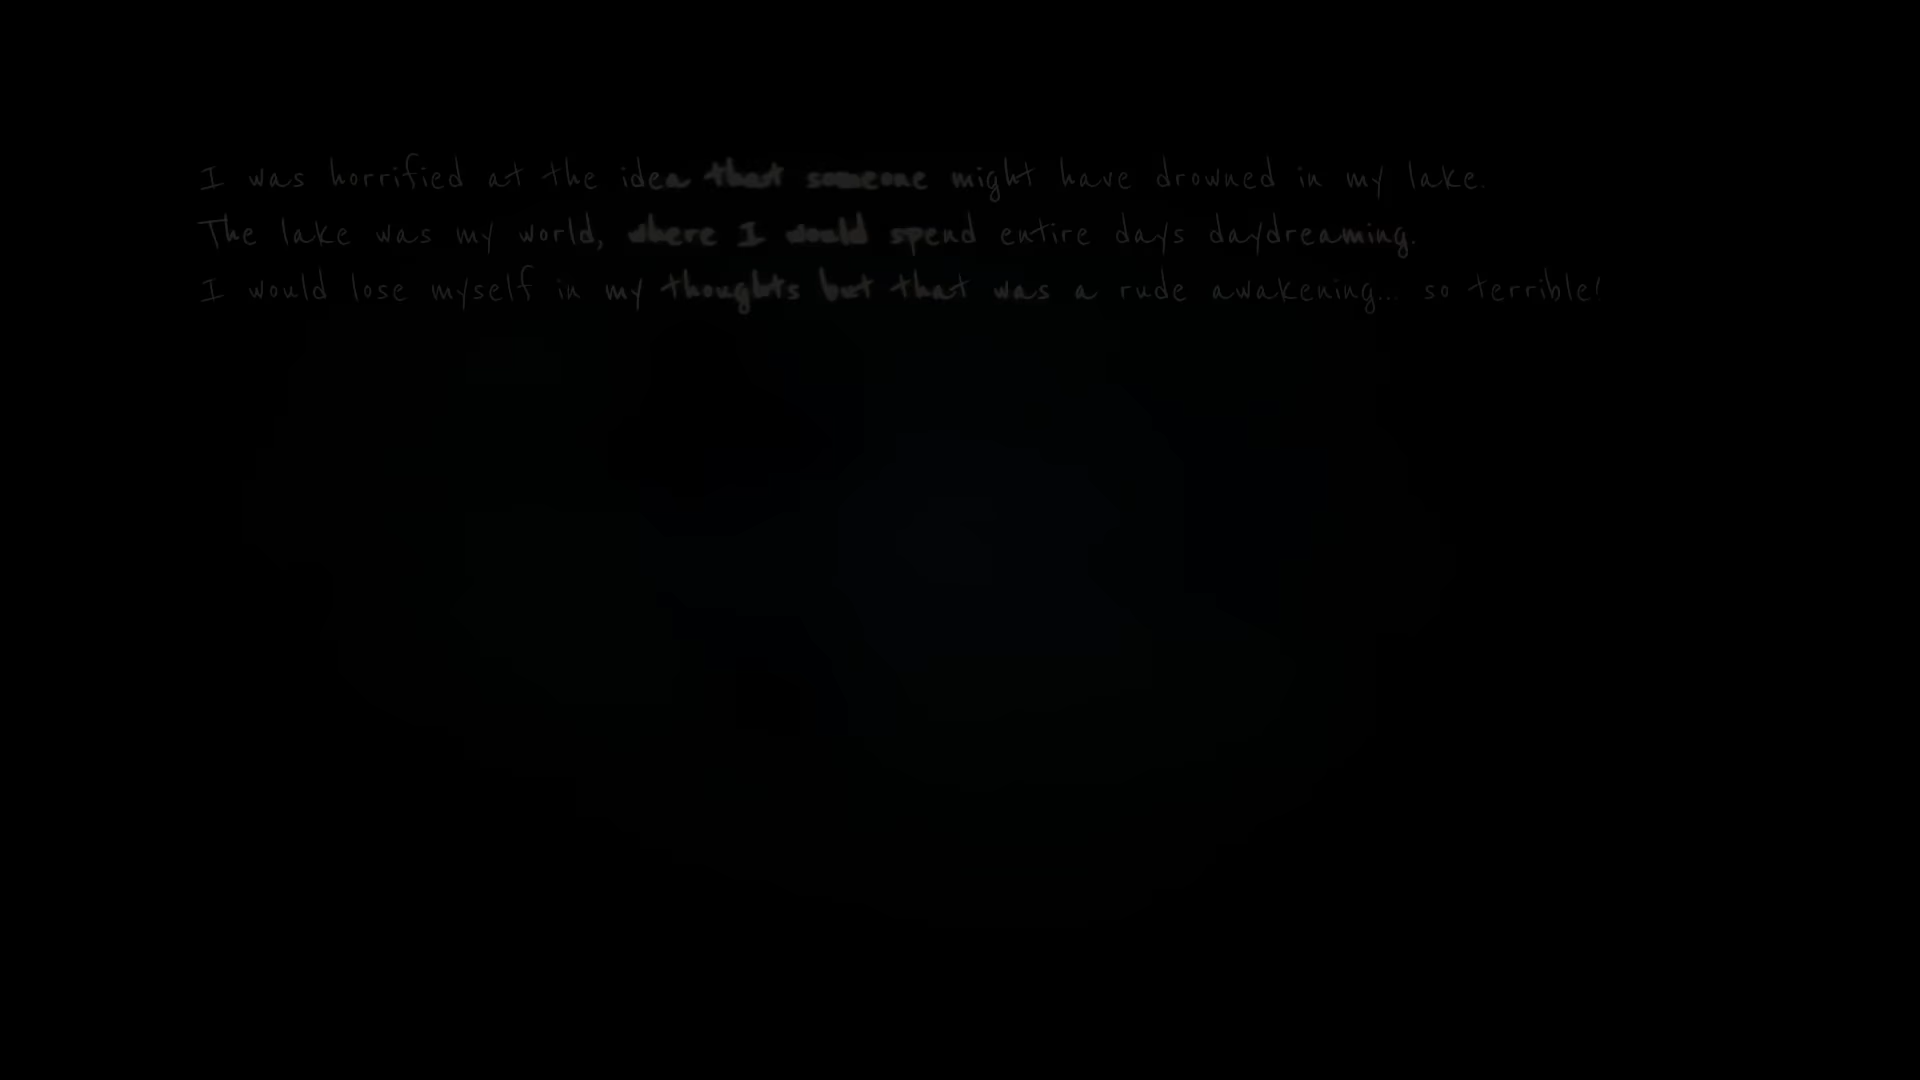 I was horrified at the idea that someone might have drowned in my lake.
The lake was my world, where I would spend entire days daydreaming.
I would lose myself in my thoughts but that was a rude awakening... so terrible!